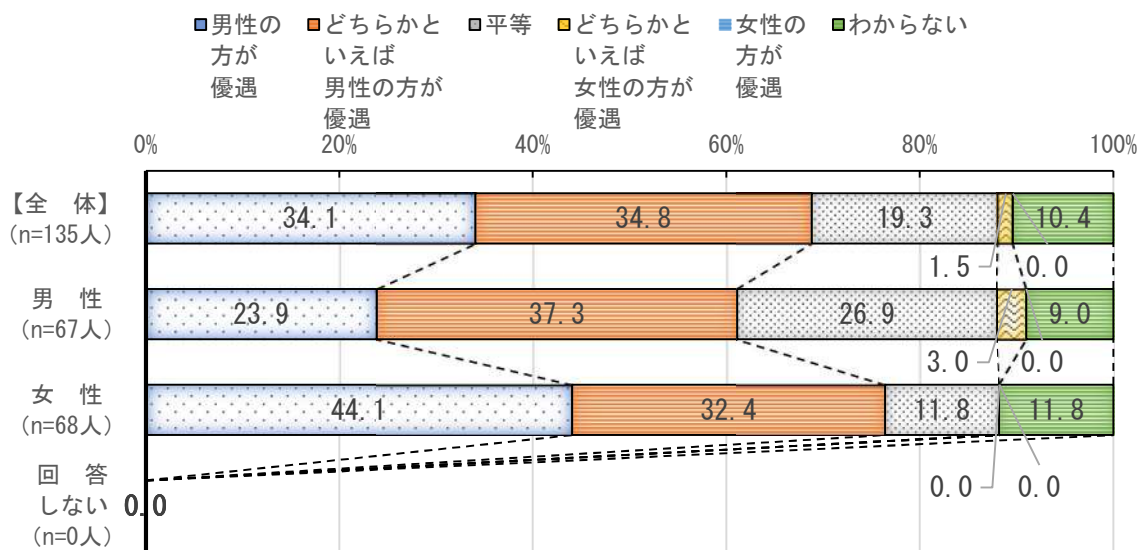 男性の
方が
優遇
どちらかと
いえば
男性の方が
優遇
平等
どちらかと
いえば
女性の方が
優遇
女性の
方が
優遇
わからない
0% 20% 40% 60% 80% 100%
【全 体】
(n=135人)
34.1 34.8 19.3 10.4
1.5 0.0
男 性
(n=67人)
23.9 37.3 26.9 9.0
3.0 0.0
女 性
(n=68人)
44.1 32.4 11.8 11.8
0.0 0.0
回 答
しない
(n=0人)
0.0